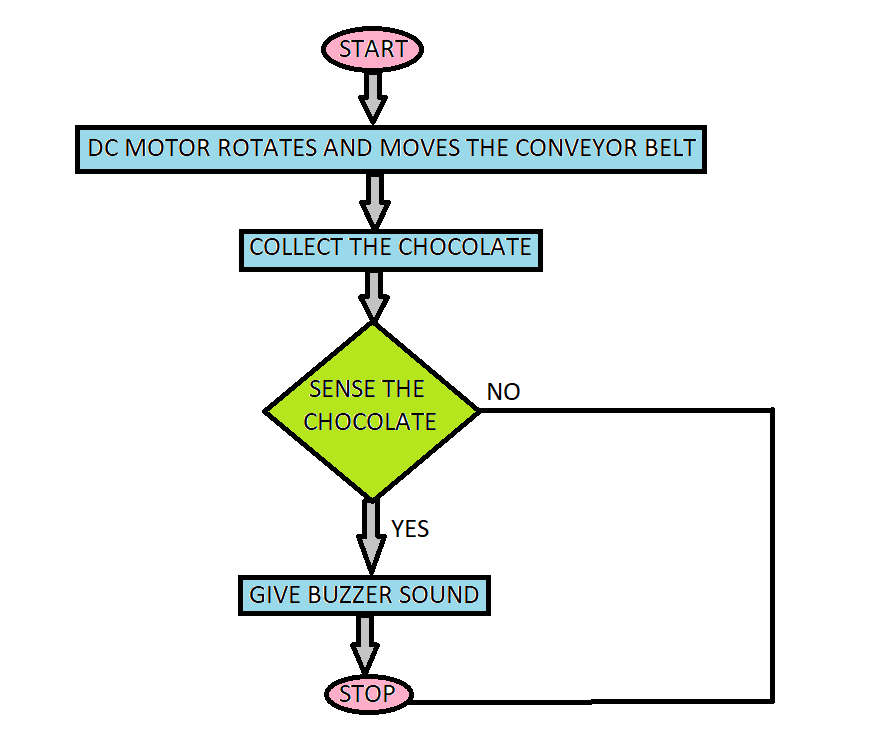 START
DC MOTOR ROTATES AND MOVES THE CONVEYOR BELT
COLLECT THE CHOCOLATE
SENSE THE
CHOCOLATE
NO
YES
GIVE BUZZER SOUND
STOP